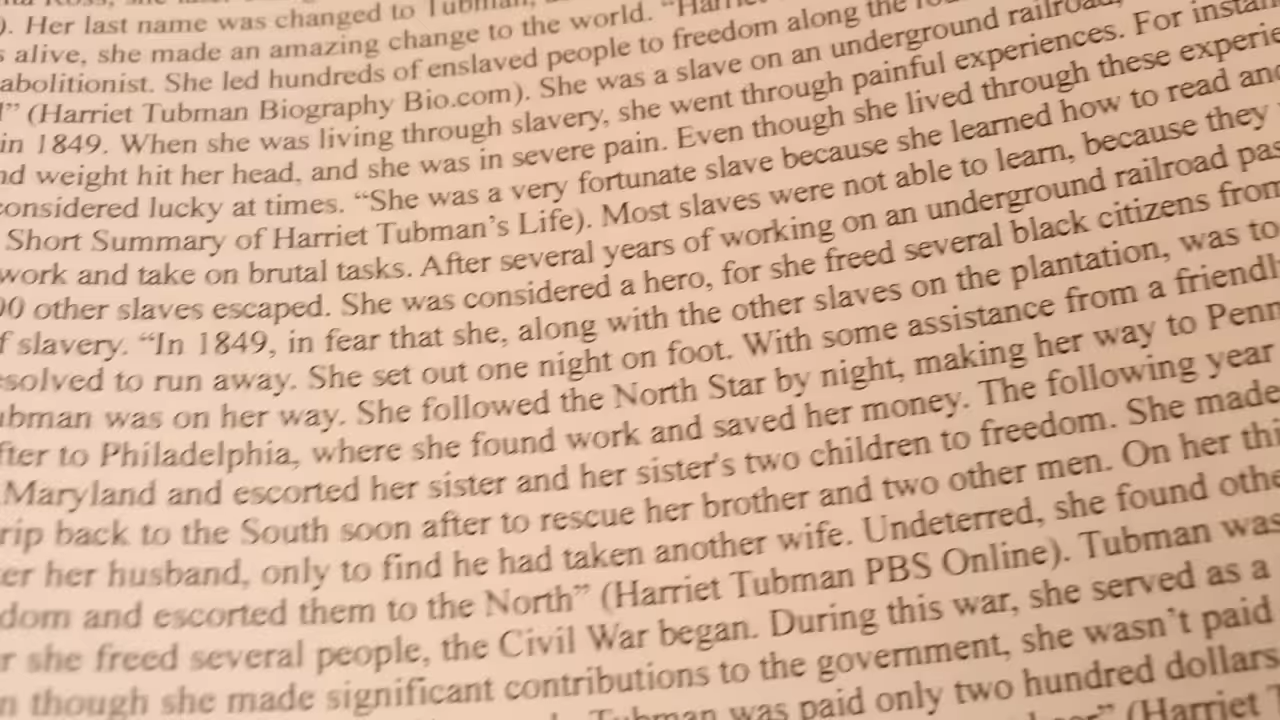 ). Her last name was changed to Tubman,
alive, she made an amazing change to the world. "Harriet
abolitionist. She led hundreds of enslaved people to freedom along the
" (Harriet Tubman Biography Bio.com). She was a slave on an underground railroad,
in 1849. When she was living through slavery, she went through painful experiences. For instan
nd weight hit her head, and she was in severe pain. Even though she lived through these experie
considered lucky at times. "She was a very fortunate slave because she learned how to read and
Short Summary of Harriet Tubman's Life). Most slaves were not able to learn, because they
work and take on brutal tasks. After several years of working on an underground railroad pas
00 other slaves escaped. She was considered a hero, for she freed several black citizens from
f slavery. "In 1849, in fear that she, along with the other slaves on the plantation, was to
solved to run away. She set out one night on foot. With some assistance from a friendl
ubman was on her way. She followed the North Star by night, making her way to Penn
fter to Philadelphia, where she found work and saved her money. The following year
Maryland and escorted her sister and her sister's two children to freedom. She made
rip back to the South soon after to rescue her brother and two other men. On her thi
er her husband, only to find he had taken another wife. Undeterred, she found othe
dom and escorted them to the North" (Harriet Tubman PBS Online). Tubman was
r she freed several people, the Civil War began. During this war, she served as a
n though she made significant contributions to the government, she wasn't paid
Tubman was paid only two hundred dollars
" (Harriet T